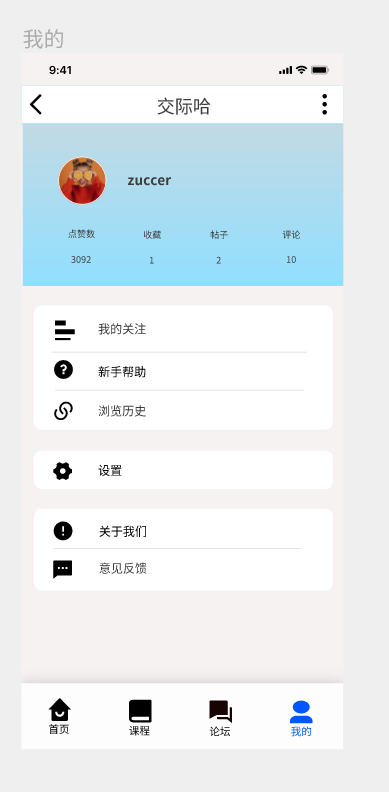 我的
9:41
交际哈
zuccer
点赞数 收藏 帖子 评论
3092 1 2 10
我的关注
新手帮助
浏览历史
设置
关于我们
意见反馈
首页 课程 论坛 我的